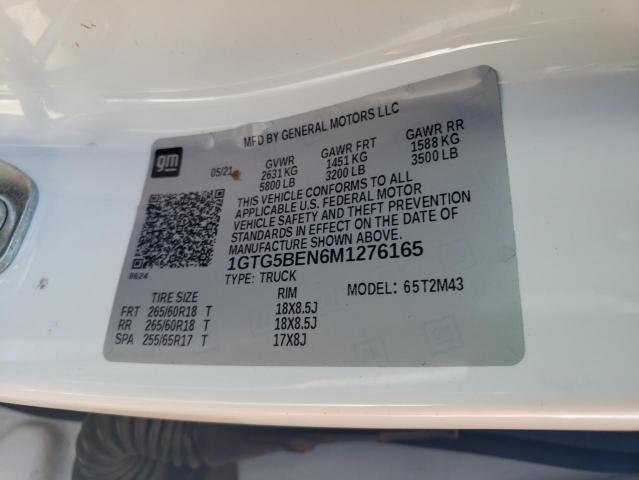 MFD BY GENERAL MOTORS LLC
gm
05/21
GVWR GAWR FRT GAWR RR
2631 KG 1451 KG 1588 KG
5800 LB 3200 LB 3500 LB
THIS VEHICLE CONFORMS TO ALL
APPLICABLE U.S. FEDERAL MOTOR
VEHICLE SAFETY AND THEFT PREVENTION
STANDARDS IN EFFECT ON THE DATE OF
MANUFACTURE SHOWN ABOVE.
8624
1GTG5BEN6M1276165
TYPE: TRUCK MODEL: 65T2M43
TIRE SIZE RIM
FRT 265/60R18 T 18X8.5J
RR 265/60R18 T 18X8.5J
SPA 255/65R17 T 17X8J